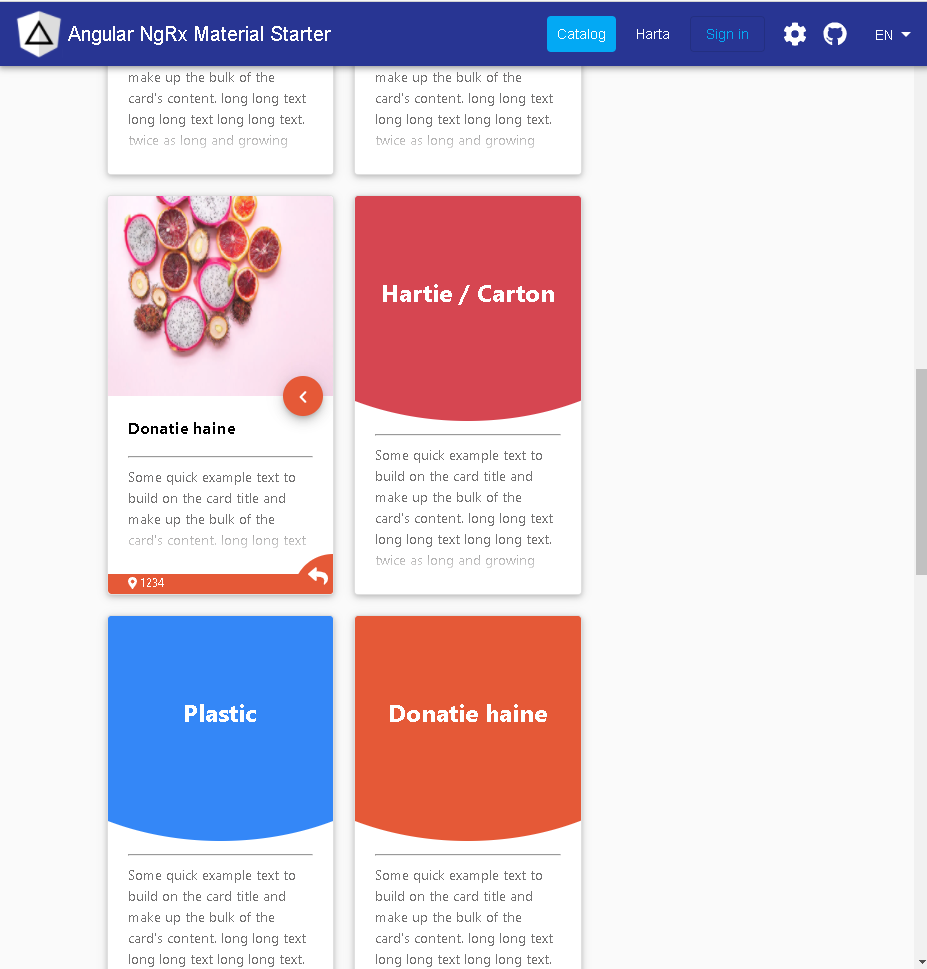 Angular NgRx Material Starter
Catalog
Harta
Sign in
EN
make up the bulk of the
card's content. long long text
long long text long long text.
twice as long and growing
make up the bulk of the
card's content. long long text
long long text long long text.
twice as long and growing
Donatie haine
Some quick example text to
build on the card title and
make up the bulk of the
card's content. long long text
1234
Hartie / Carton
Some quick example text to
build on the card title and
make up the bulk of the
card's content. long long text
long long text long long text.
twice as long and growing
Plastic
Some quick example text to
build on the card title and
make up the bulk of the
card's content. long long text
long long text long long text.
Donatie haine
Some quick example text to
build on the card title and
make up the bulk of the
card's content. long long text
long long text long long text.